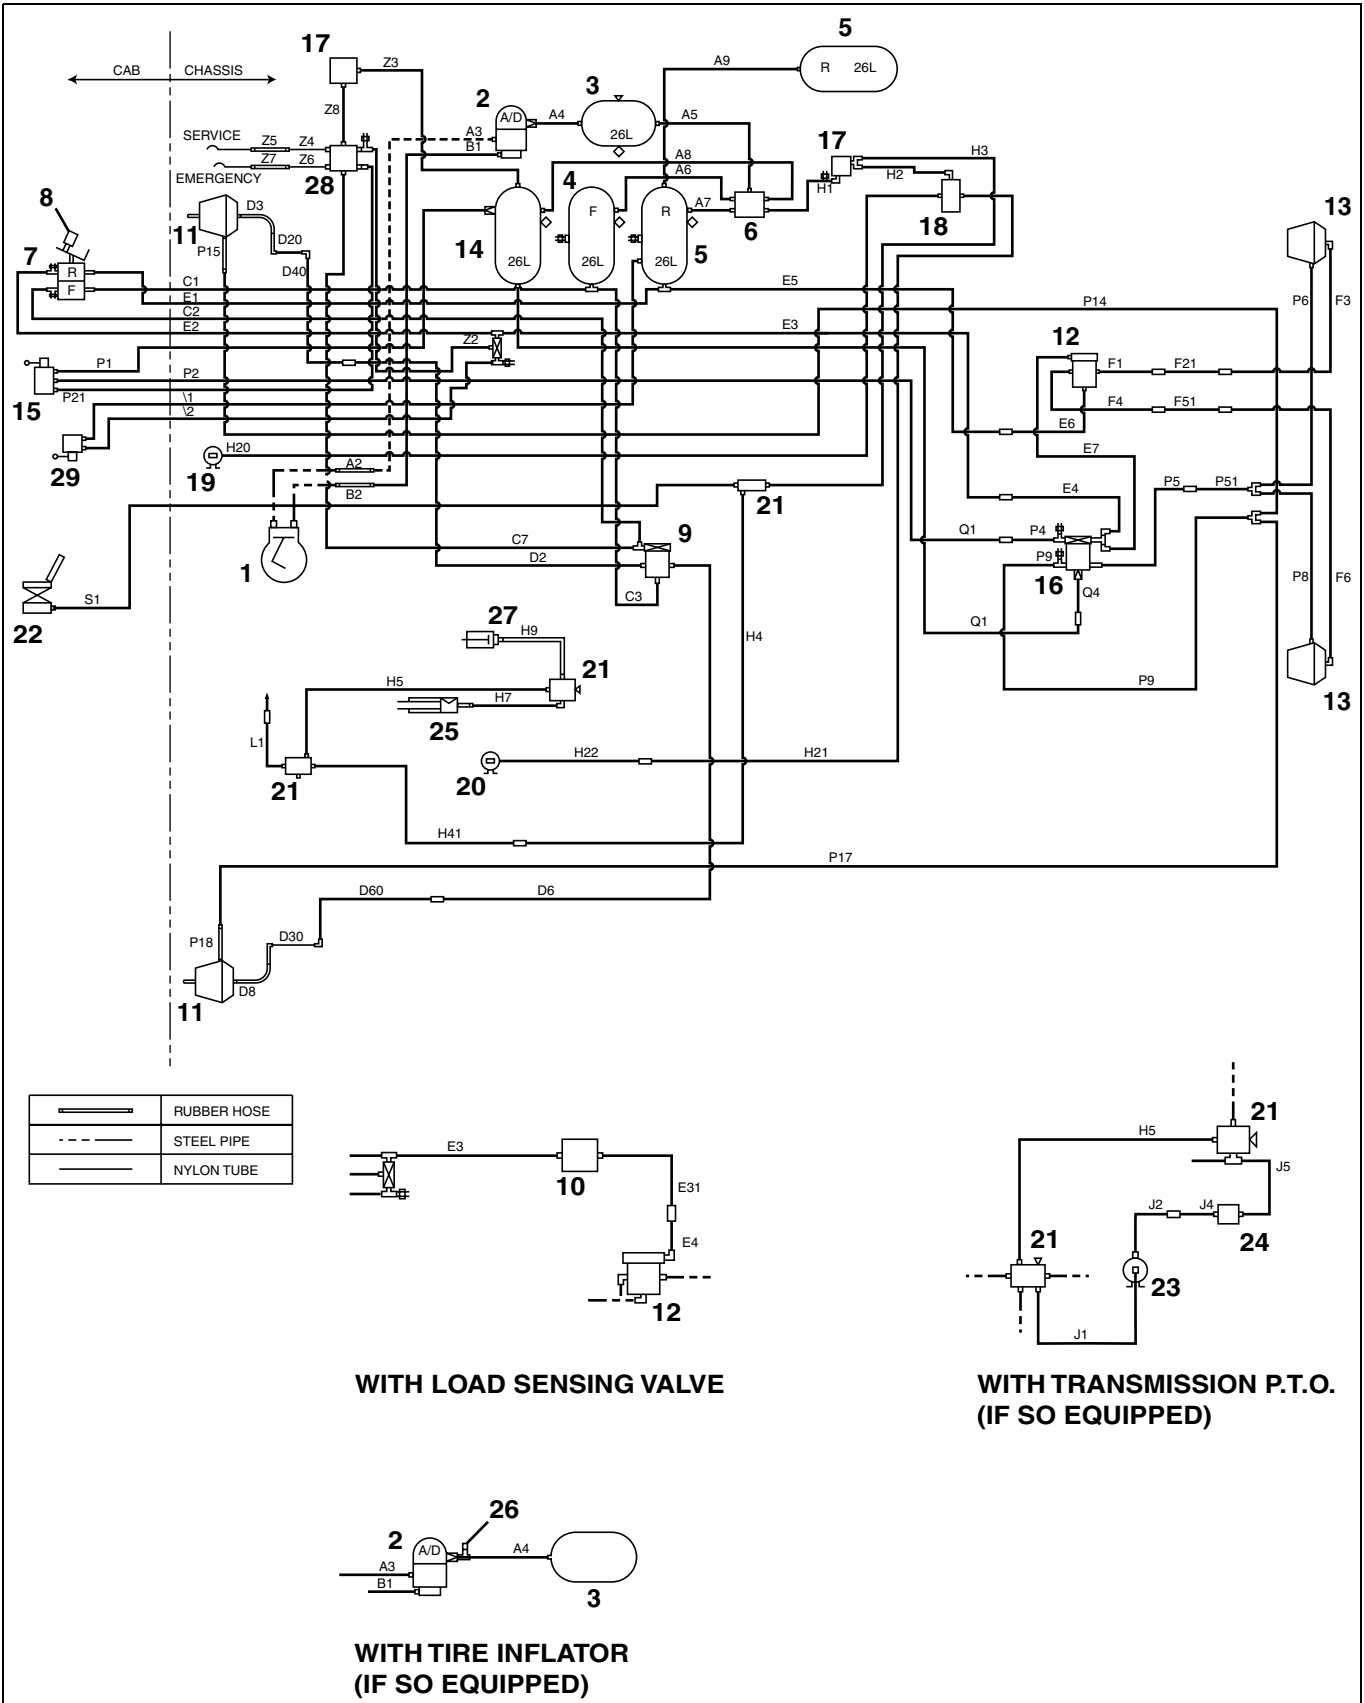 5
17
A9
Z3
CAB
CHASSIS
3
R 26L
2
Z8
A/D
A4
A5
SERVICE
A3
26L
17
Z5
Z4
B1
H3
A8
Z7
Z6
A6
H2
EMERGENCY
28
4
H1
8
D3
F
R
A7
13
11
6
18
7
D20
14
P15
5
R
D40
26L
26L
26L
C1
E5
F
E1
P14
P6
F3
C2
E2
E3
12
Z2
P1
F1
F21
P2
15
P21
\1
F4
F51
\2
E6
H20
E7
29
A2
19
P5
P51
B2
E4
21
9
Q1
P4
C7
1
D2
P9
P8
F6
16
Q4
S1
C3
22
27
H9
Q1
H4
21
H5
P9
H7
25
13
L1
H22
H21
20
21
H41
P17
D60
D6
P18
D30
D8
11
RUBBER HOSE
STEEL PIPE
NYLON TUBE
E3
10
E31
E4
12
WITH LOAD SENSING VALVE
21
H5
J5
J2
J4
21
24
23
J1
WITH TRANSMISSION P.T.O.
(IF SO EQUIPPED)
26
2
A/D
A4
A3
B1
3
WITH TIRE INFLATOR
(IF SO EQUIPPED)